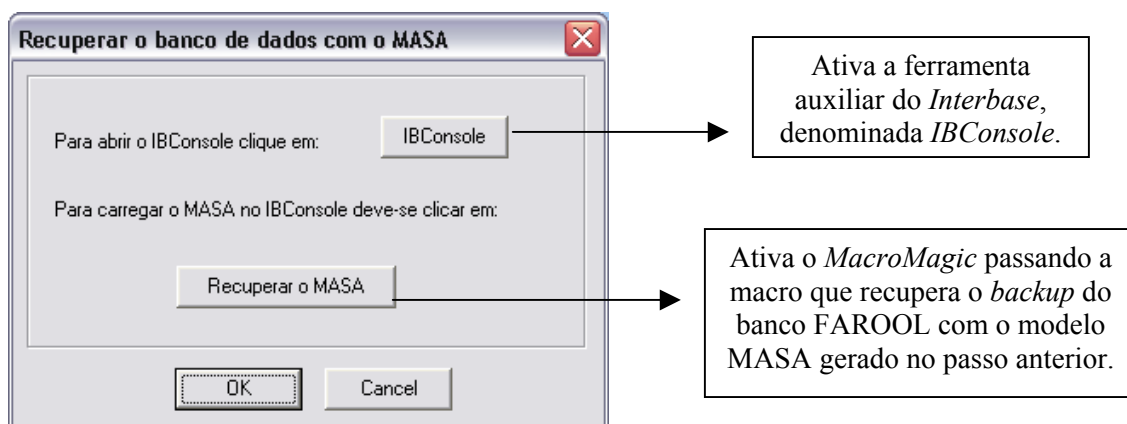 Recuperar o banco de dados com o MASA
Para abrir o IBConsole clique em:
IBConsole
Para carregar o MASA no IBConsole deve-se clicar em:
Recuperar o MASA
OK
Cancel
Ativa a ferramenta
auxiliar do Interbase,
denominada IBConsole.
Ativa o MacroMagic passando a
macro que recupera o backup do
banco FAROOL com o modelo
MASA gerado no passo anterior.